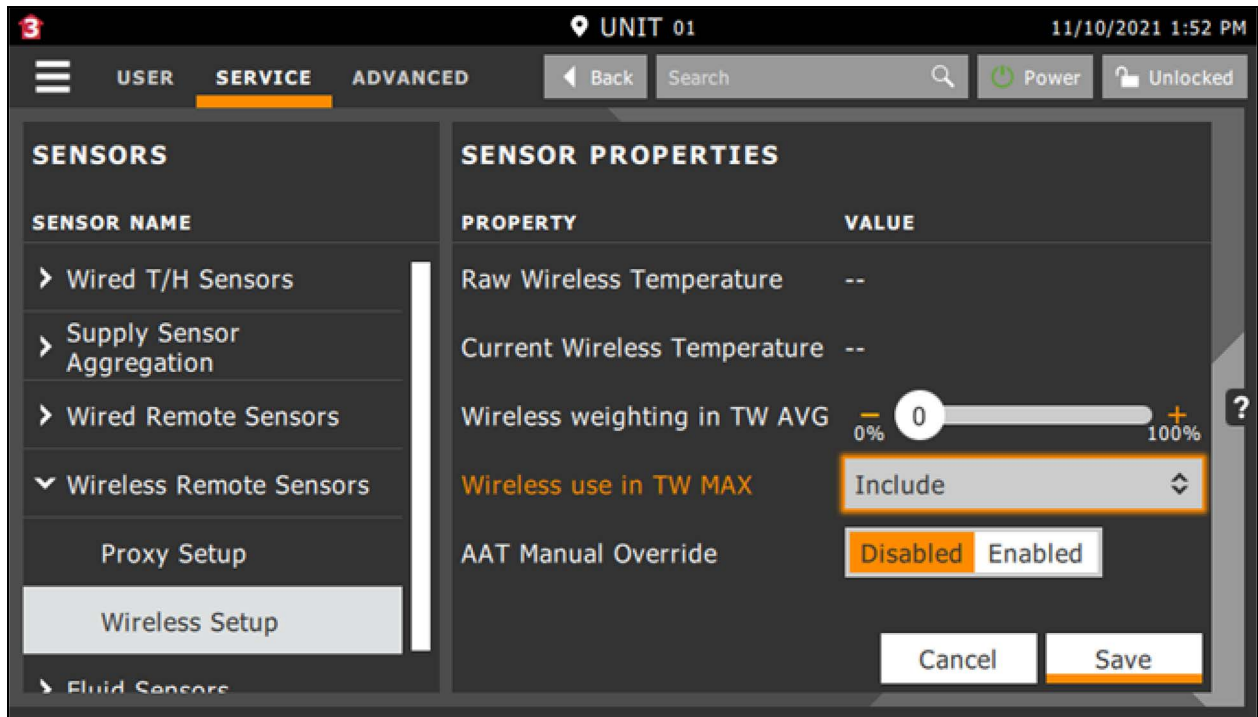 3 UNIT 01 11/10/2021 1:52 PM
USER SERVICE ADVANCED Back Search Power Unlocked
SENSORS
SENSOR NAME
Wired T/H Sensors
Supply Sensor
Aggregation
Wired Remote Sensors
Wireless Remote Sensors
Proxy Setup
Wireless Setup
Fluid Sensors
SENSOR PROPERTIES
PROPERTY VALUE
Raw Wireless Temperature --
Current Wireless Temperature --
Wireless weighting in TW AVG − 0 +
0% 100%
Wireless use in TW MAX Include
AAT Manual Override Disabled Enabled
Cancel Save
?